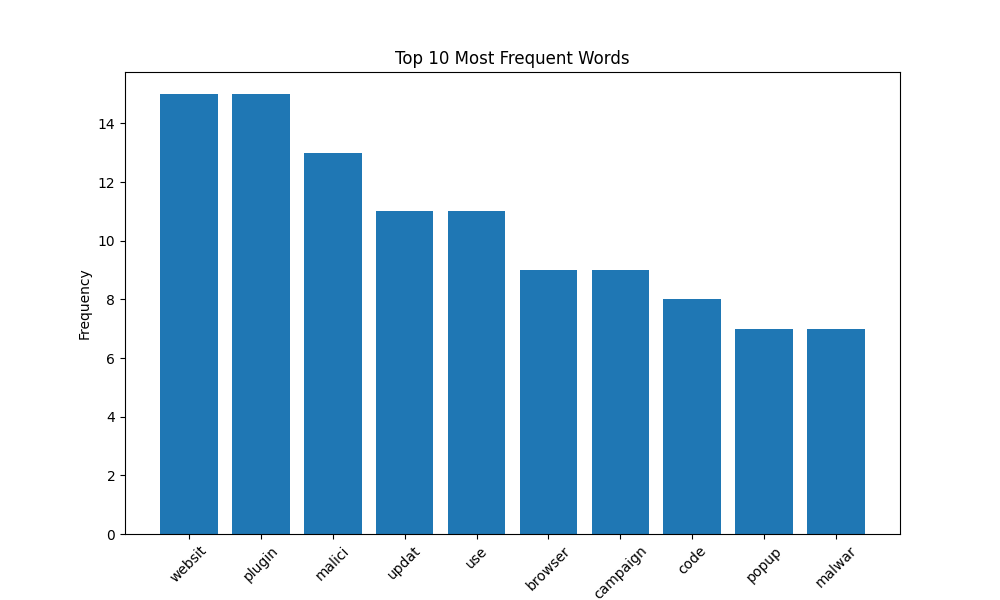 Top 10 Most Frequent Words
Frequency
14
12
10
8
6
4
2
0
websit
plugin
malici
updat
use
browser
campaign
code
popup
malwar